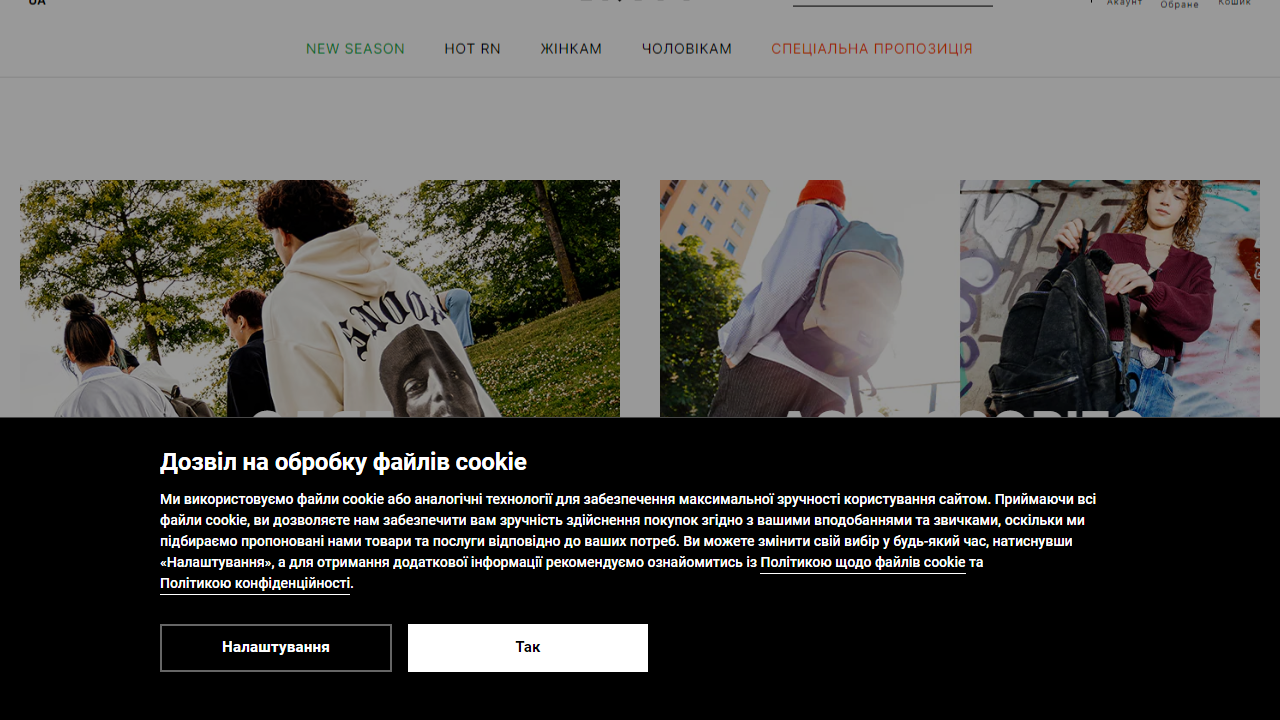 UA
Акаунт
Обране
Кошик
NEW SEASON
HOT RN
ЖІНКАМ
ЧОЛОВІКАМ
СПЕЦІАЛЬНА ПРОПОЗИЦІЯ
SNOOP
Дозвіл на обробку файлів cookie
Ми використовуємо файли cookie або аналогічні технології для забезпечення максимальної зручності користування сайтом. Приймаючи всі
файли cookie, ви дозволяєте нам забезпечити вам зручність здійснення покупок згідно з вашими вподобаннями та звичками, оскільки ми
підбираємо пропоновані нами товари та послуги відповідно до ваших потреб. Ви можете змінити свій вибір у будь-який час, натиснувши
«Налаштування», а для отримання додаткової інформації рекомендуємо ознайомитись із Політикою щодо файлів cookie та
Політикою конфіденційності.
Налаштування
Так